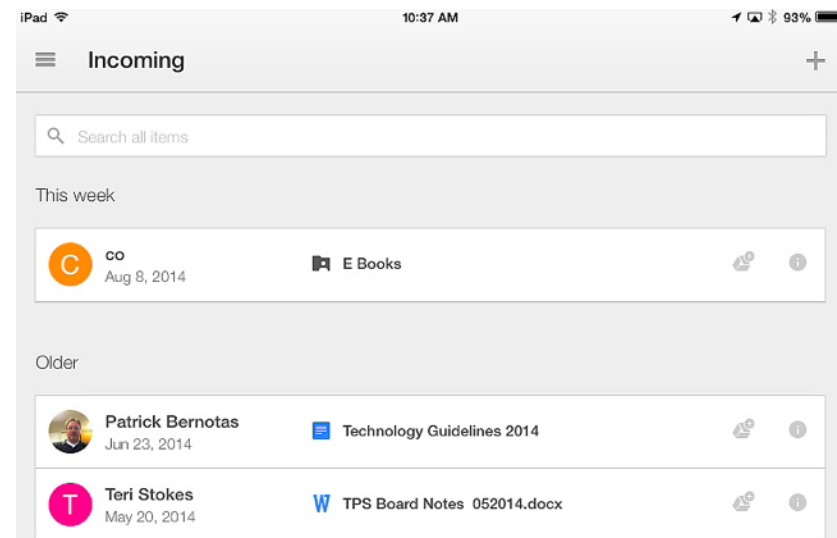 iPad 10:37 AM 93%
Incoming
Search all items
This week
C co E Books
Aug 8, 2014
Older
Patrick Bernotas Technology Guidelines 2014
Jun 23, 2014
T Teri Stokes W TPS Board Notes 052014.docx
May 20, 2014